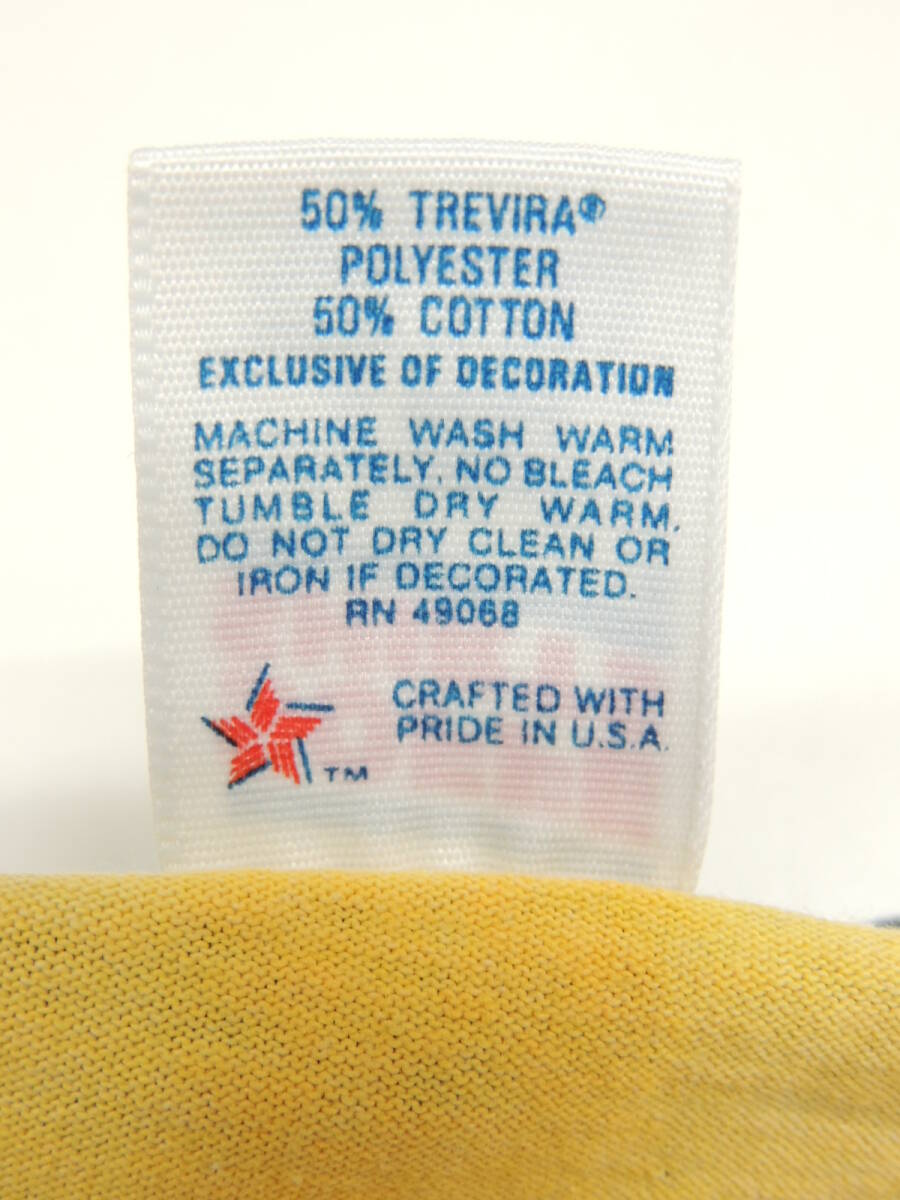 50% TREVIRA®
POLYESTER
50% COTTON
EXCLUSIVE OF DECORATION
MACHINE WASH WARM
SEPARATELY. NO BLEACH
TUMBLE DRY WARM.
DO NOT DRY CLEAN OR
IRON IF DECORATED.
RN 49068
CRAFTED WITH
PRIDE IN U.S.A.
TM